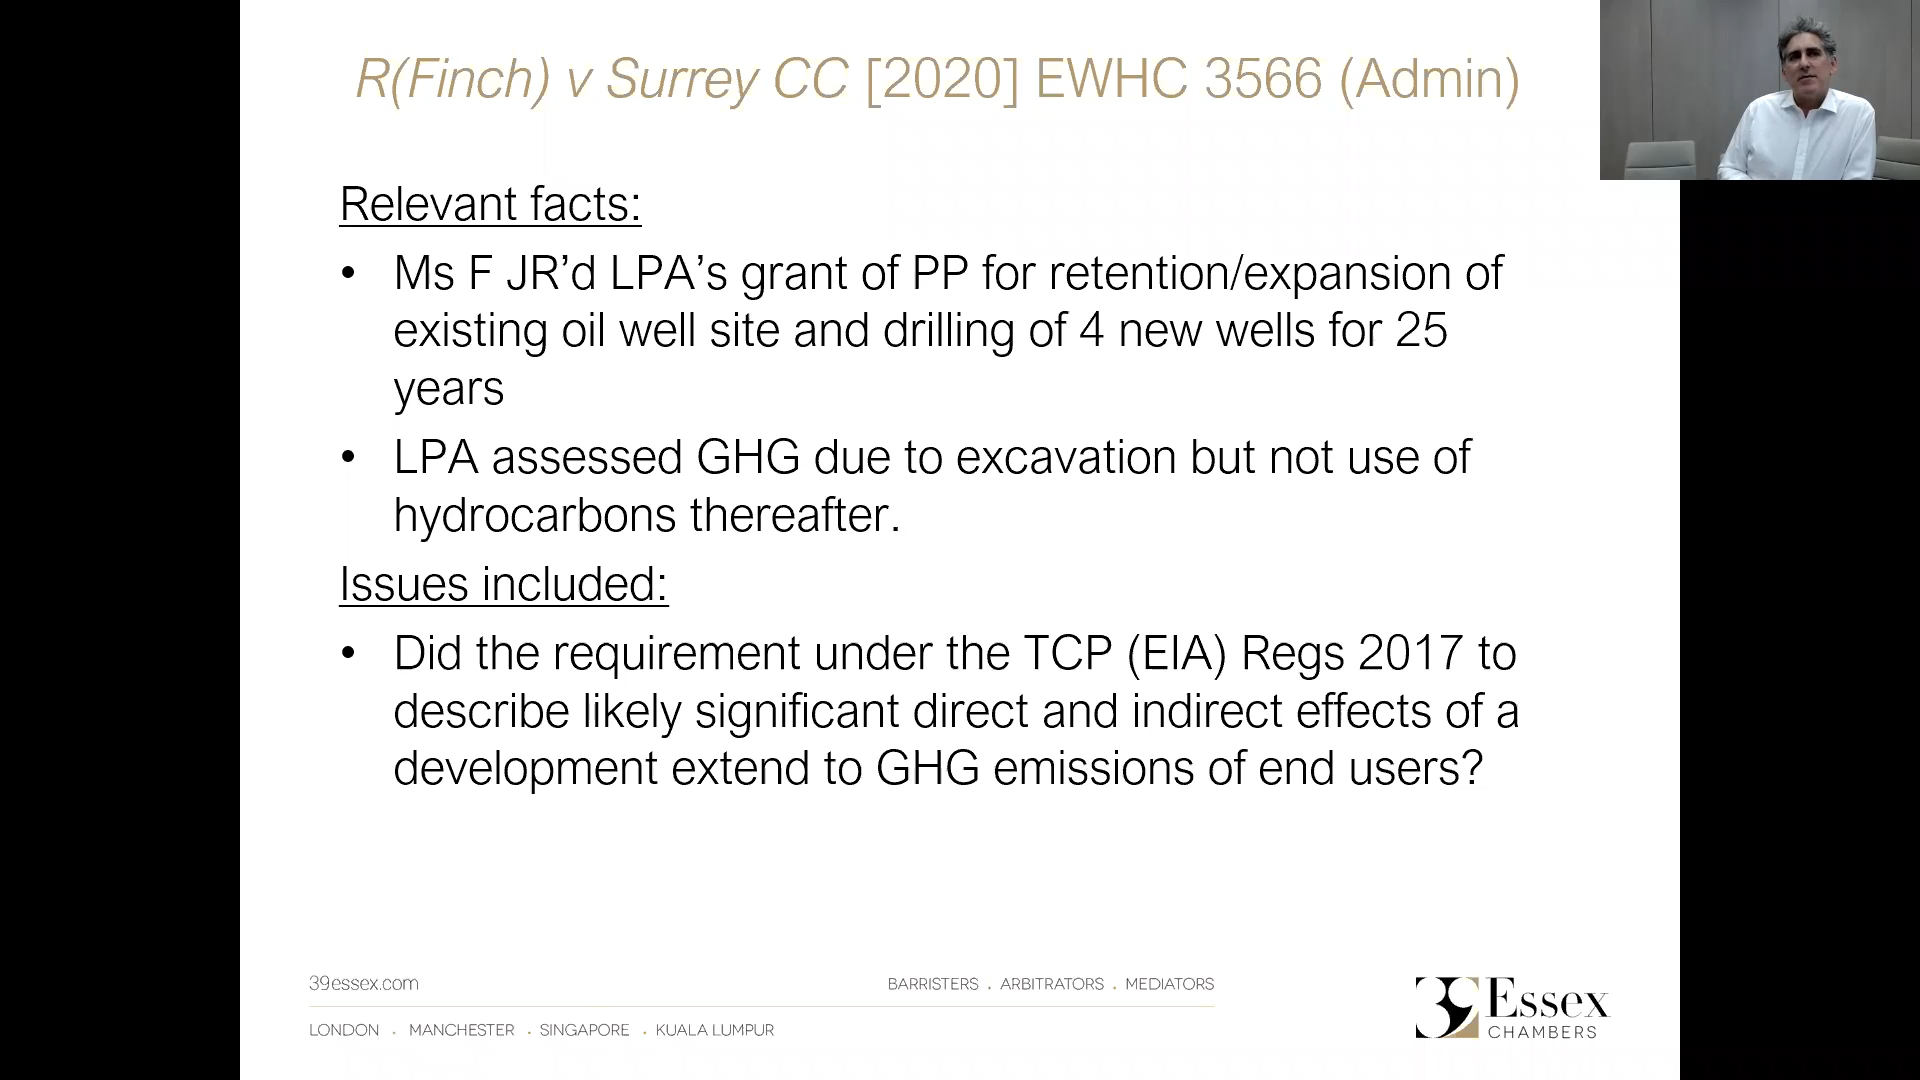 R(Finch) v Surrey CC [2020] EWHC 3566 (Admin)
Relevant facts:
• Ms F JR’d LPA’s grant of PP for retention/expansion of
existing oil well site and drilling of 4 new wells for 25
years
• LPA assessed GHG due to excavation but not use of
hydrocarbons thereafter.
Issues included:
• Did the requirement under the TCP (EIA) Regs 2017 to
describe likely significant direct and indirect effects of a
development extend to GHG emissions of end users?
39essex.com
BARRISTERS . ARBITRATORS . MEDIATORS
LONDON . MANCHESTER . SINGAPORE . KUALA LUMPUR
39 Essex
CHAMBERS